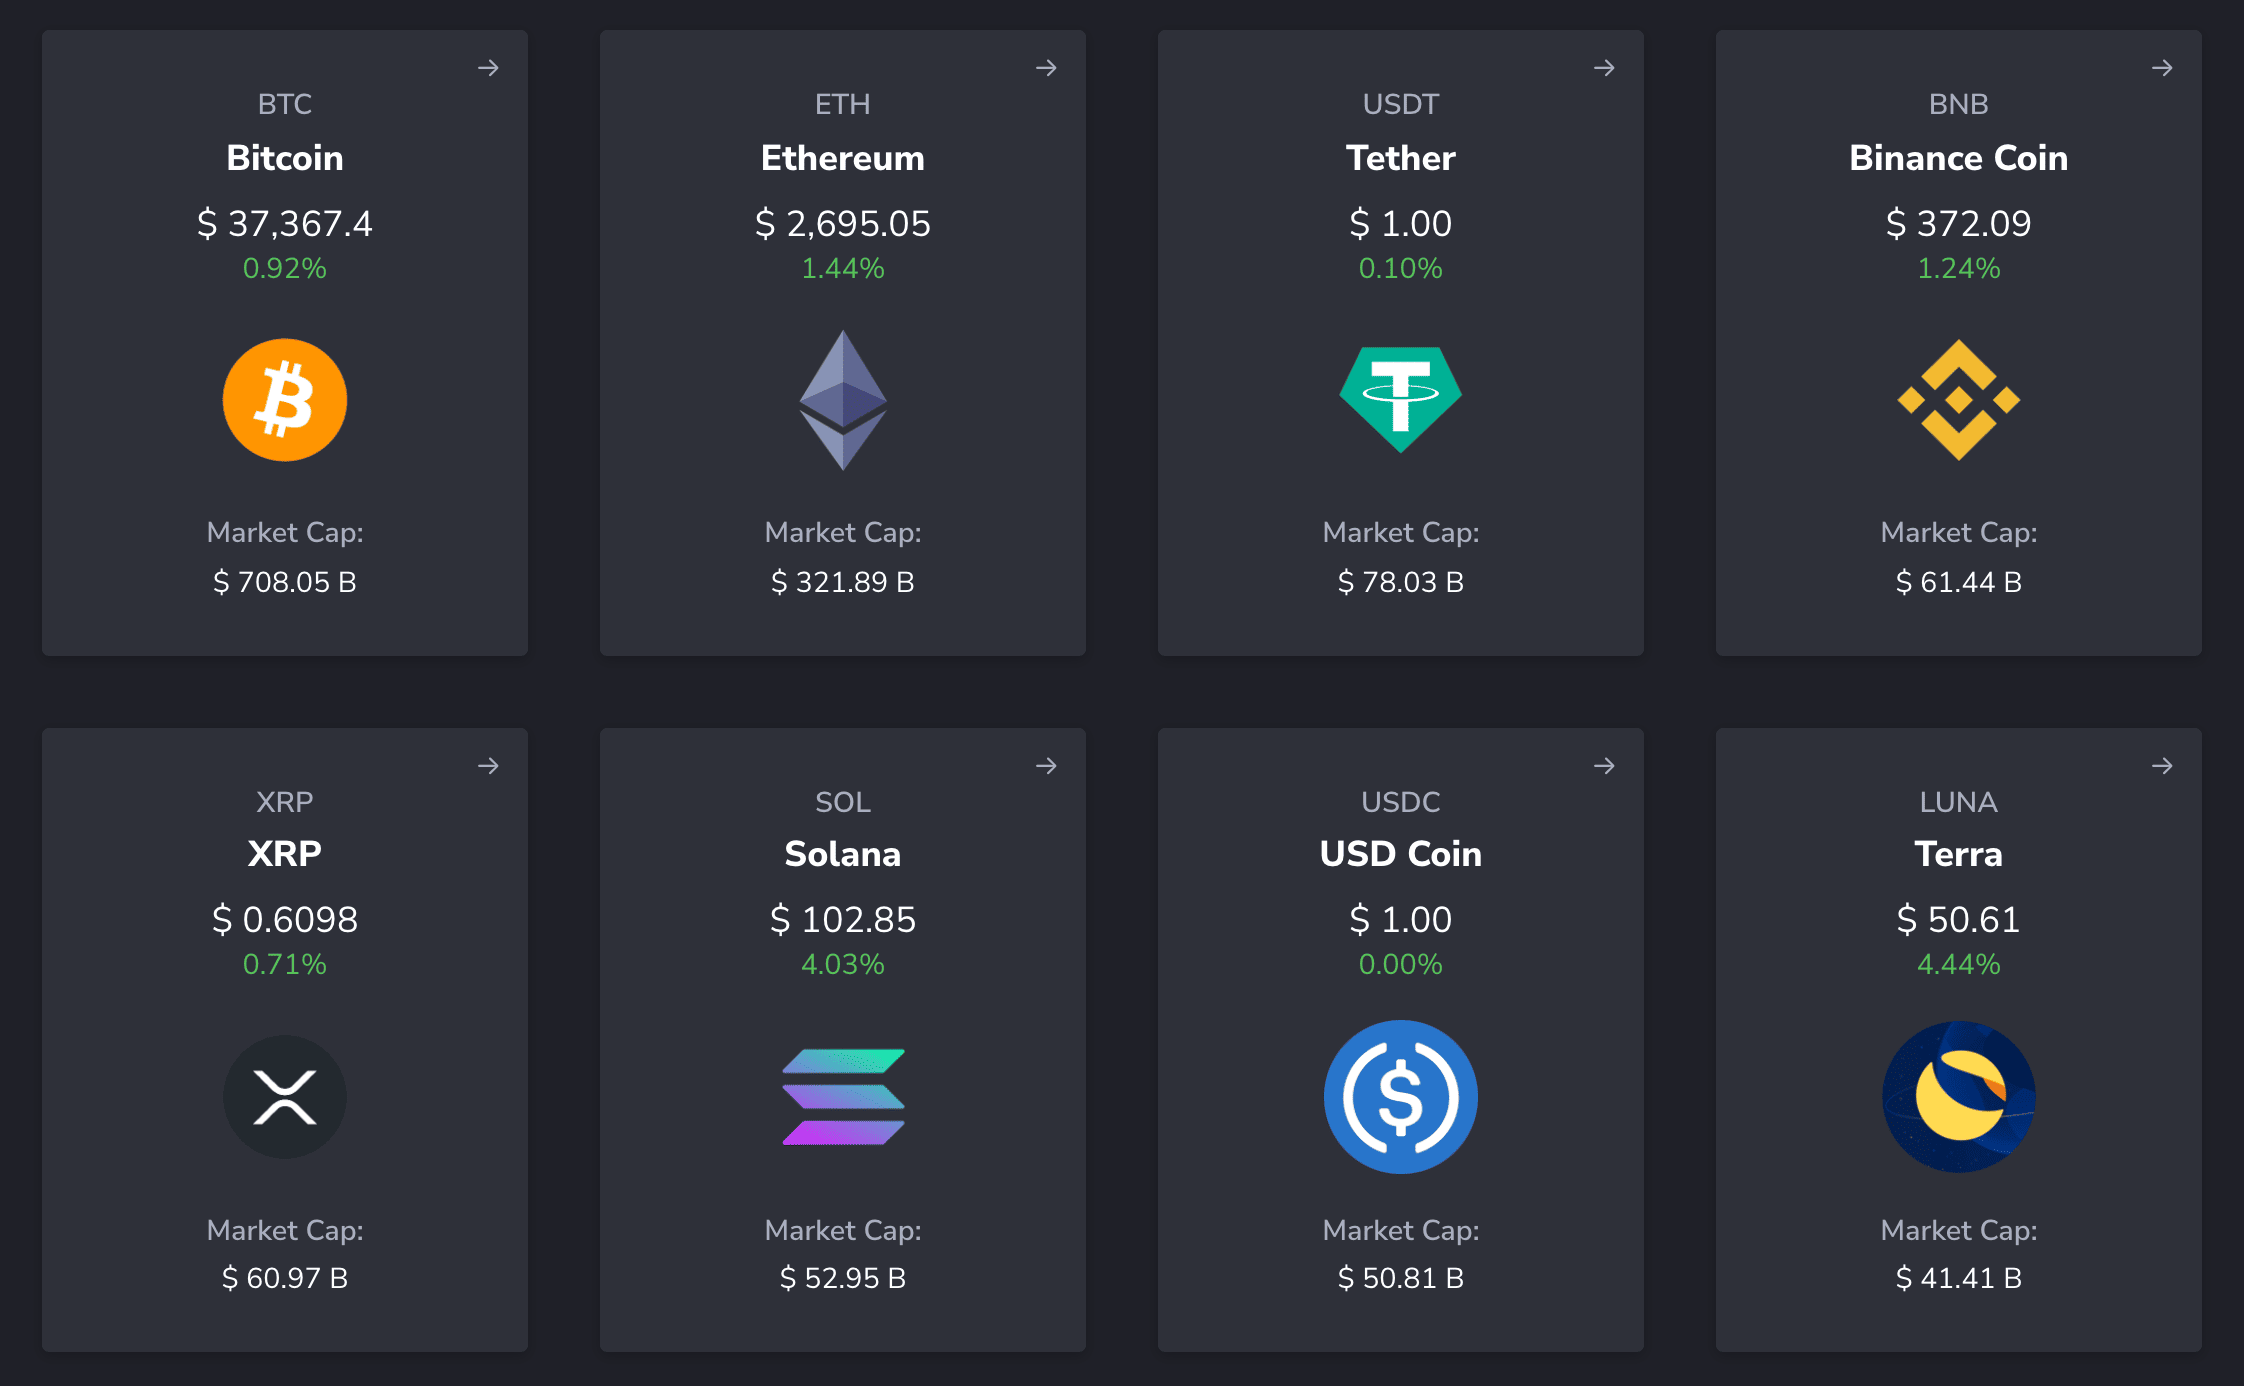 BTC
Bitcoin
$ 37,367.4
0.92%
Market Cap:
$ 708.05 B
ETH
Ethereum
$ 2,695.05
1.44%
Market Cap:
$ 321.89 B
USDT
Tether
$ 1.00
0.10%
Market Cap:
$ 78.03 B
BNB
Binance Coin
$ 372.09
1.24%
Market Cap:
$ 61.44 B
XRP
XRP
$ 0.6098
0.71%
Market Cap:
$ 60.97 B
SOL
Solana
$ 102.85
4.03%
Market Cap:
$ 52.95 B
USDC
USD Coin
$ 1.00
0.00%
Market Cap:
$ 50.81 B
LUNA
Terra
$ 50.61
4.44%
Market Cap:
$ 41.41 B